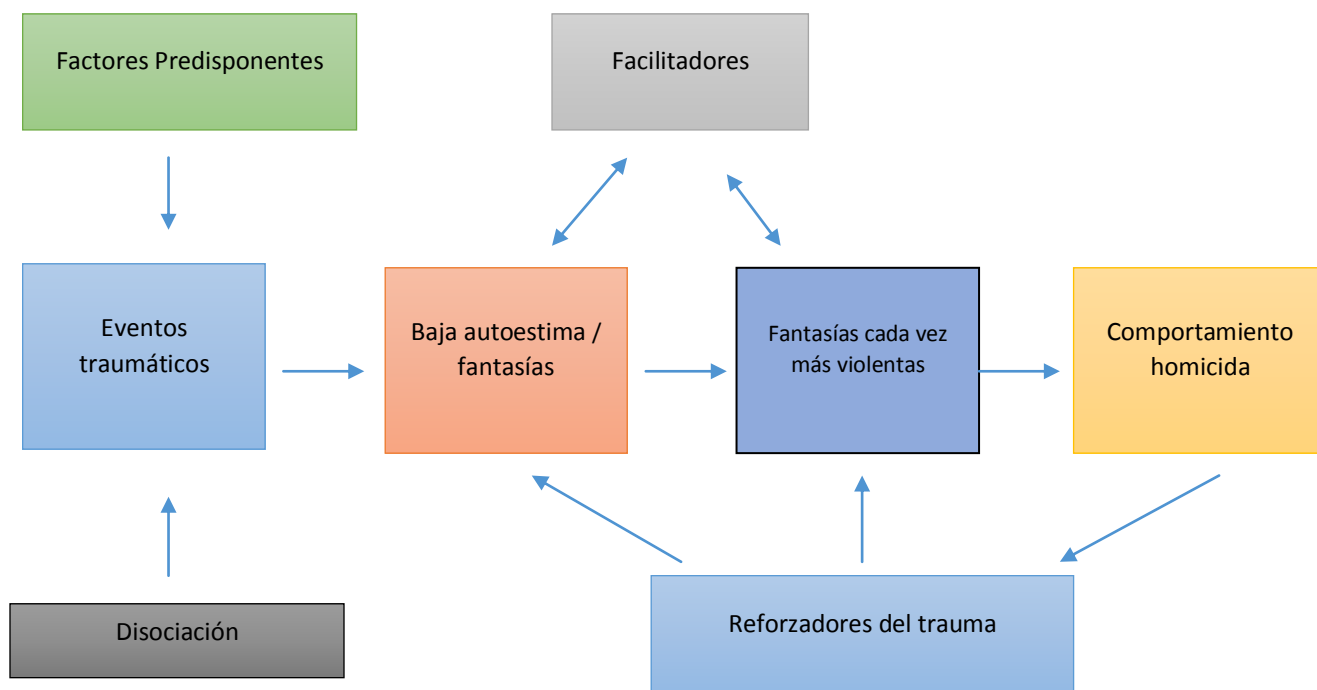 Factores Predisponentes
Facilitadores
Eventos
traumáticos
Baja autoestima /
fantasías
Fantasías cada vez
más violentas
Comportamiento
homicida
Disociación
Reforzadores del trauma